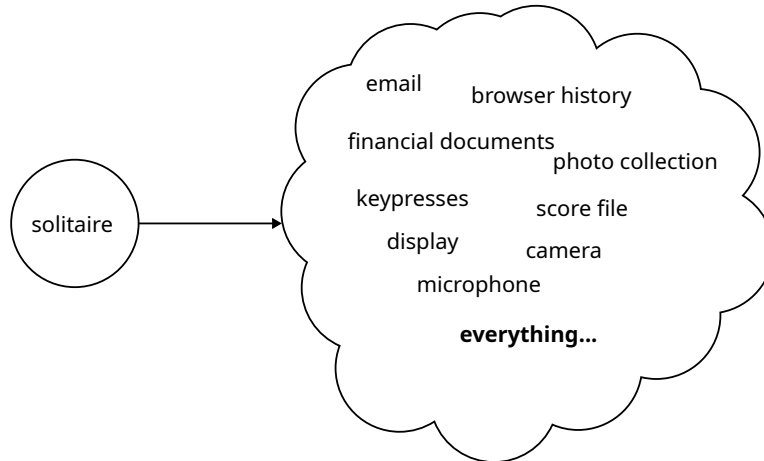 email
browser history
financial documents
photo collection
keypresses
score file
solitaire
display
camera
microphone
everything...